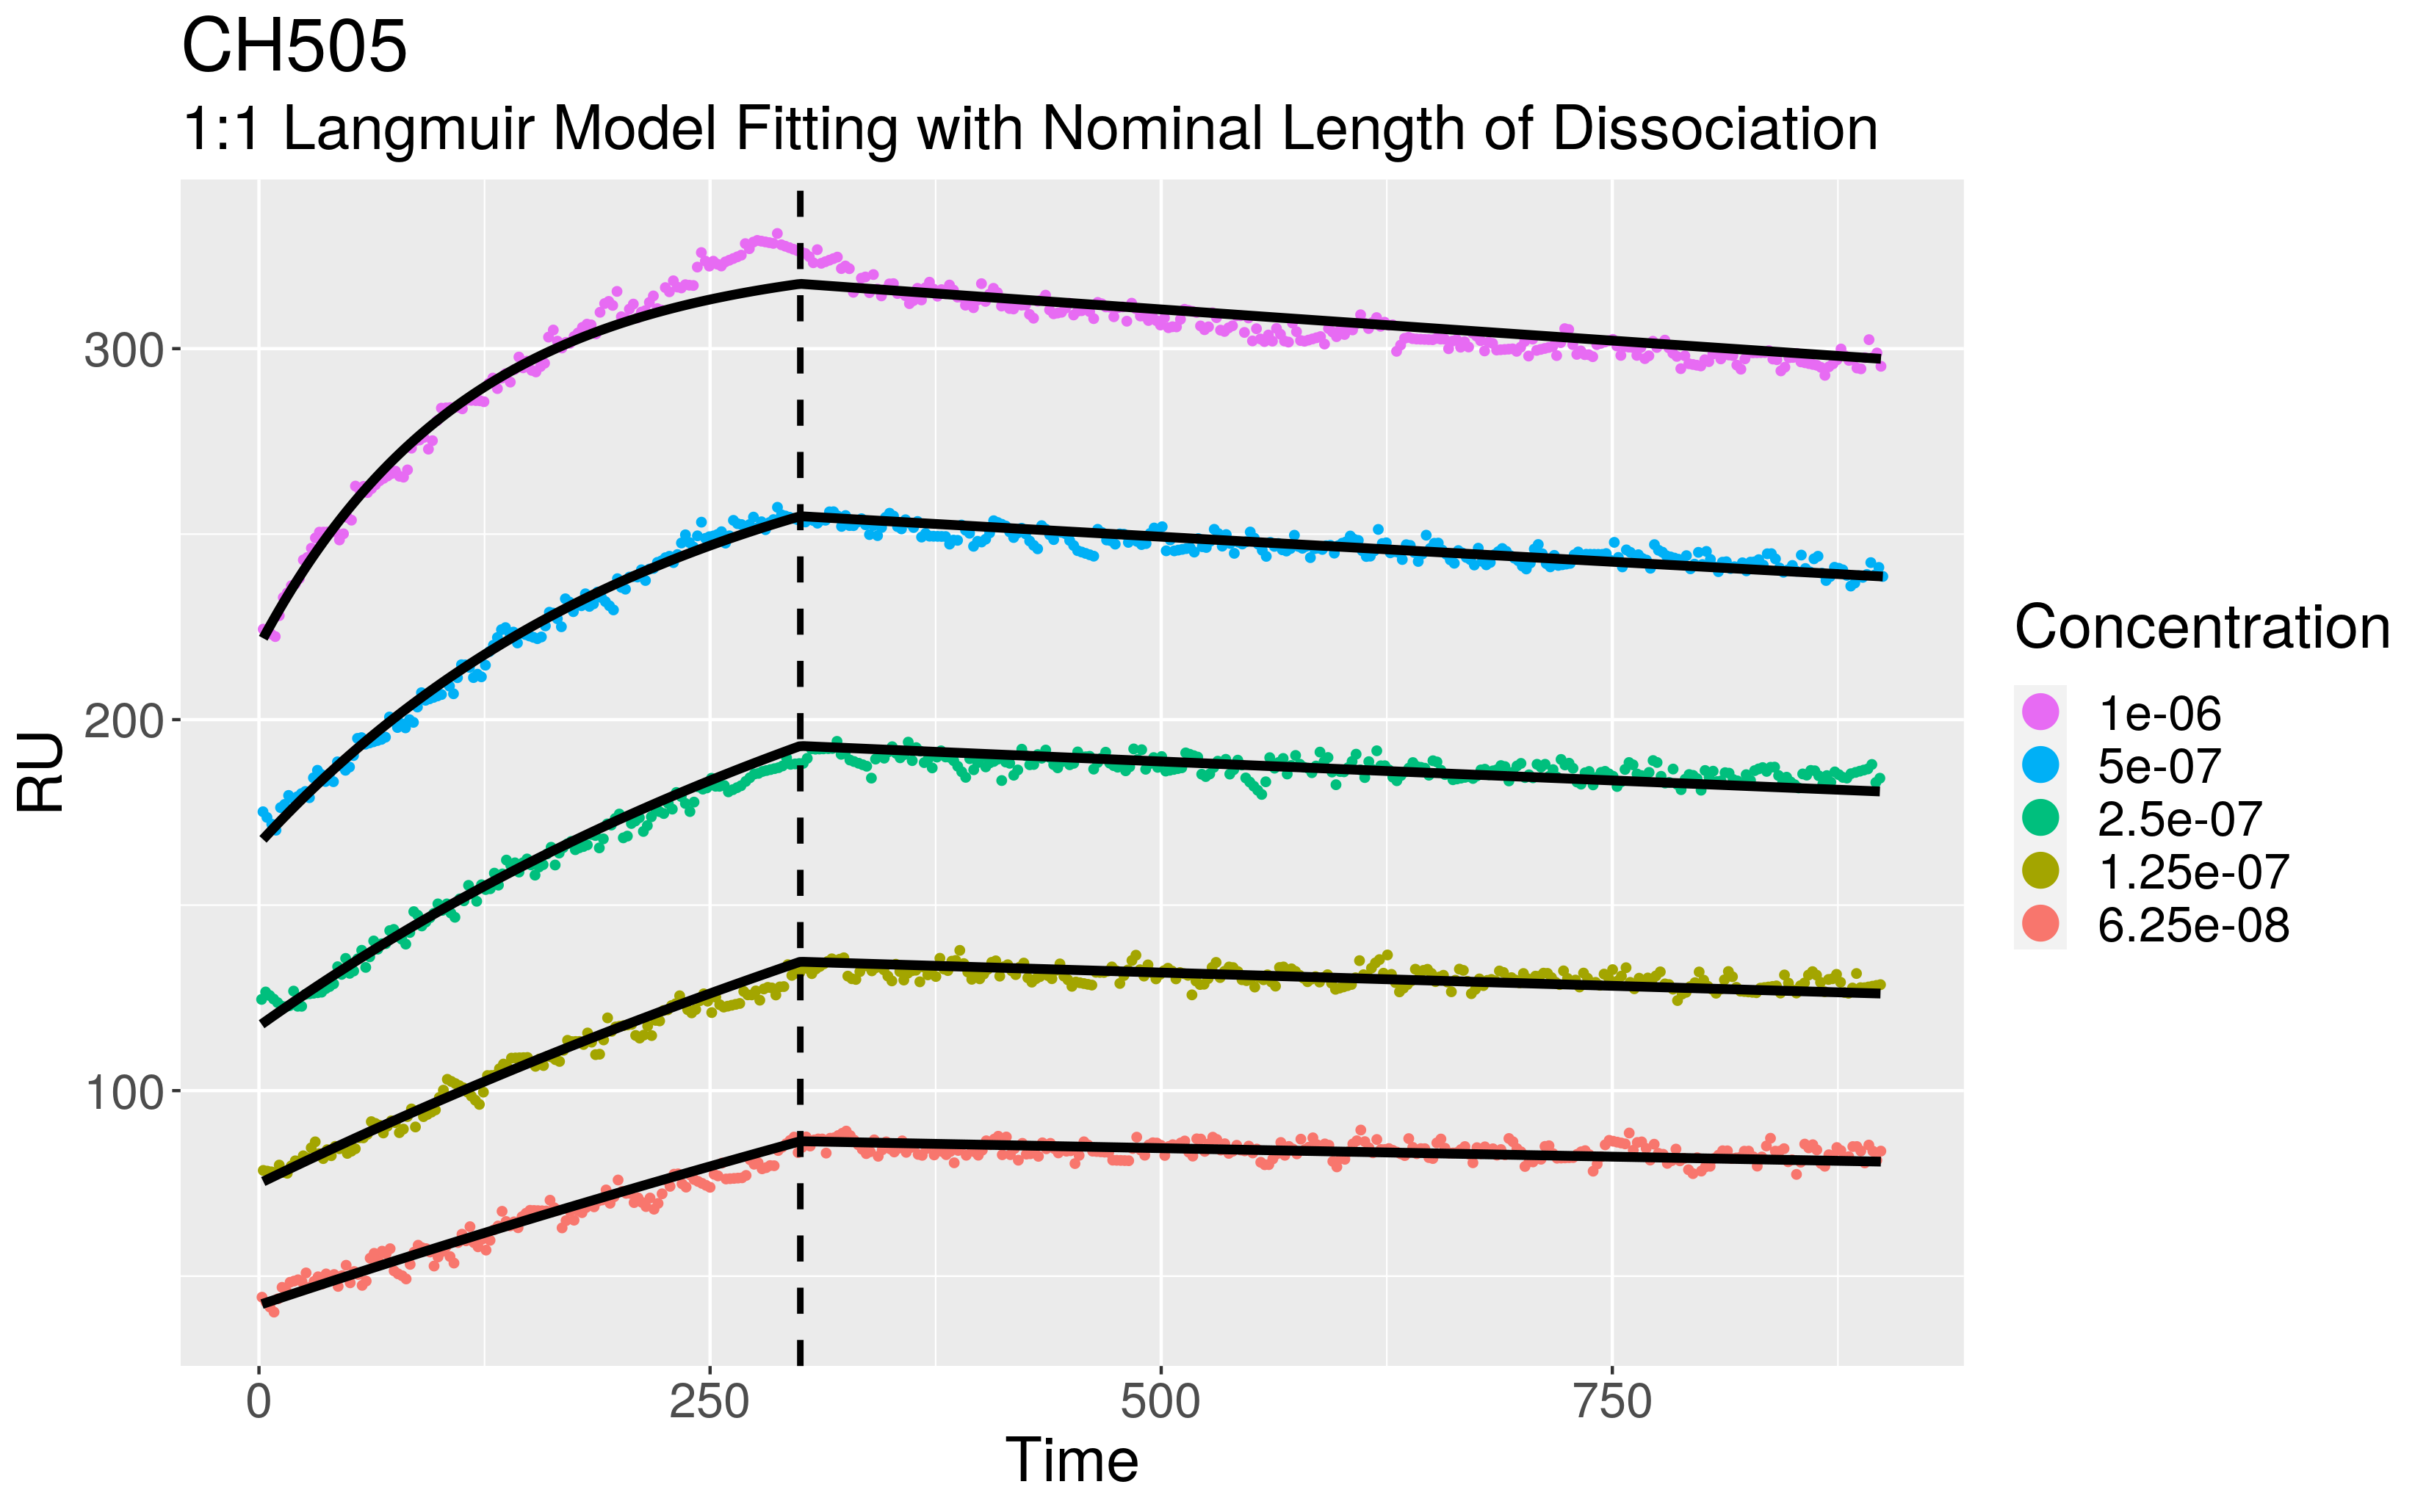 CH505
1:1 Langmuir Model Fitting with Nominal Length of Dissociation
RU
300
200
100
0
250
500
750
Time
Concentration
1e-06
5e-07
2.5e-07
1.25e-07
6.25e-08